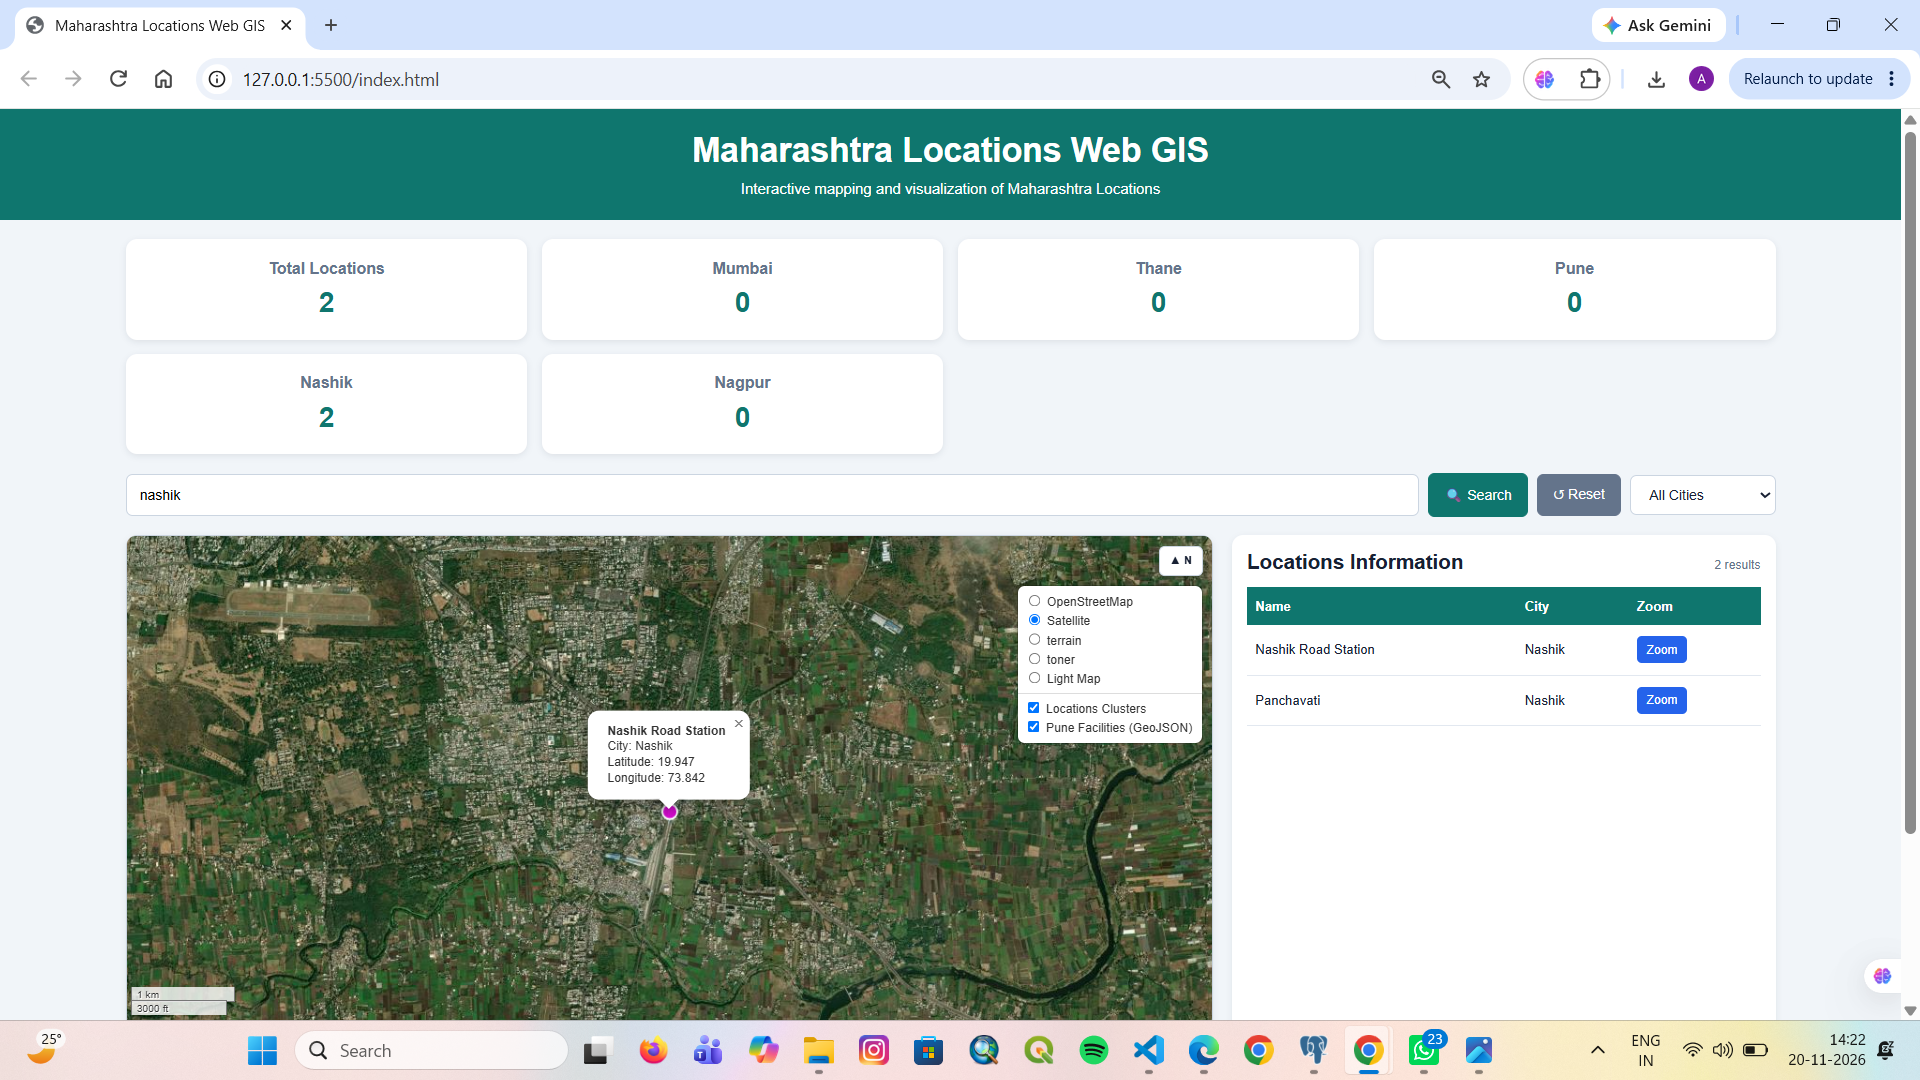 Maharashtra Locations Web GIS
Ask Gemini
127.0.0.1:5500/index.html
A
Relaunch to update
Maharashtra Locations Web GIS
Interactive mapping and visualization of Maharashtra Locations
Total Locations
2
Mumbai
0
Thane
0
Pune
0
Nashik
2
Nagpur
0
nashik
Search
↺ Reset
All Cities
▲ N
OpenStreetMap
Satellite
terrain
toner
Light Map
Locations Clusters
Pune Facilities (GeoJSON)
Nashik Road Station
City: Nashik
Latitude: 19.947
Longitude: 73.842
1 km
3000 ft
Locations Information
2 results
Name City Zoom
Nashik Road Station Nashik Zoom
Panchavati Nashik Zoom
25°
Search
23
ENG
IN
14:22
20-11-2026